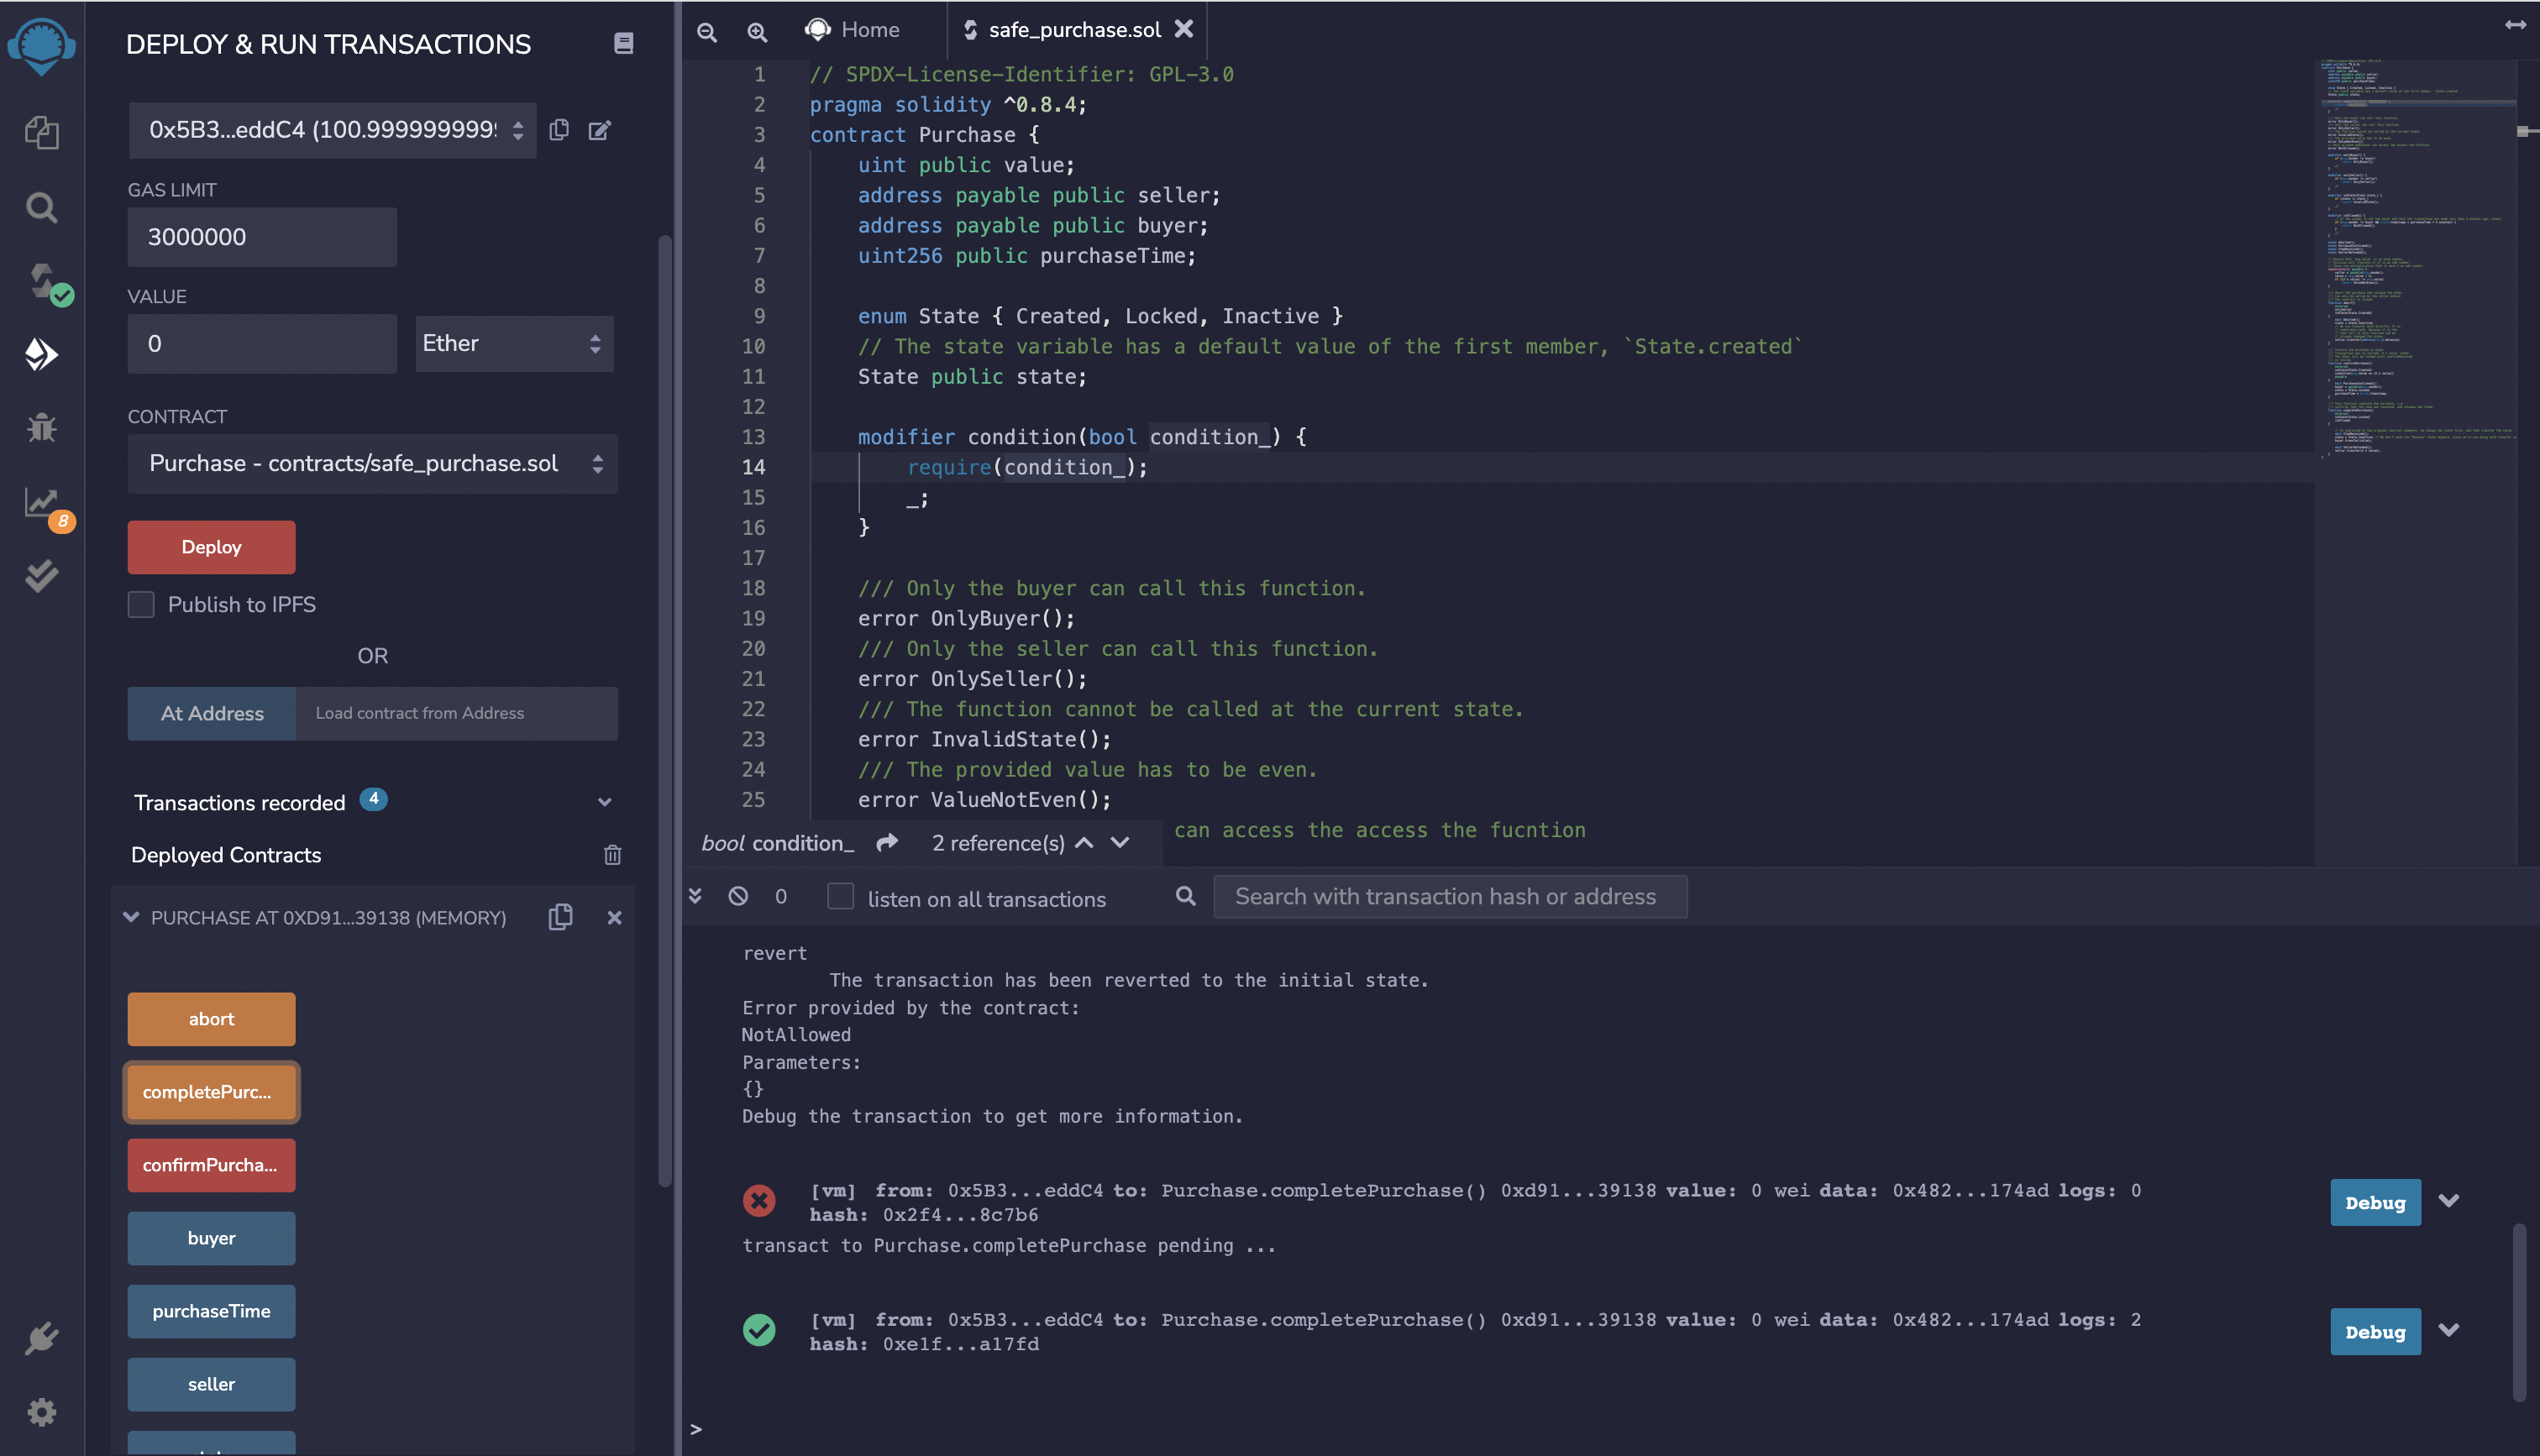 DEPLOY & RUN TRANSACTIONS
0x5B3...eddC4 (100.9999999999
GAS LIMIT
3000000
VALUE
0
Ether
CONTRACT
Purchase - contracts/safe_purchase.sol
8
Deploy
Publish to IPFS
OR
At Address
Load contract from Address
Transactions recorded 4
Deployed Contracts
PURCHASE AT 0XD91...39138 (MEMORY)
abort
completePurc...
confirmPurcha...
buyer
purchaseTime
seller
Home
safe_purchase.sol
1 // SPDX-License-Identifier: GPL-3.0
2 pragma solidity ^0.8.4;
3 contract Purchase {
4 uint public value;
5 address payable public seller;
6 address payable public buyer;
7 uint256 public purchaseTime;
8
9 enum State { Created, Locked, Inactive }
10 // The state variable has a default value of the first member, `State.created`
11 State public state;
12
13 modifier condition(bool condition_) {
14 require(condition_);
15 _;
16 }
17
18 /// Only the buyer can call this function.
19 error OnlyBuyer();
20 /// Only the seller can call this function.
21 error OnlySeller();
22 /// The function cannot be called at the current state.
23 error InvalidState();
24 /// The provided value has to be even.
25 error ValueNotEven();
can access the access the fucntion
bool condition_ 2 reference(s)
0 listen on all transactions Search with transaction hash or address
revert
The transaction has been reverted to the initial state.
Error provided by the contract:
NotAllowed
Parameters:
{}
Debug the transaction to get more information.
[vm] from: 0x5B3...eddC4 to: Purchase.completePurchase() 0xd91...39138 value: 0 wei data: 0x482...174ad logs: 0
hash: 0x2f4...8c7b6
Debug
transact to Purchase.completePurchase pending ...
[vm] from: 0x5B3...eddC4 to: Purchase.completePurchase() 0xd91...39138 value: 0 wei data: 0x482...174ad logs: 2
hash: 0xe1f...a17fd
Debug
>